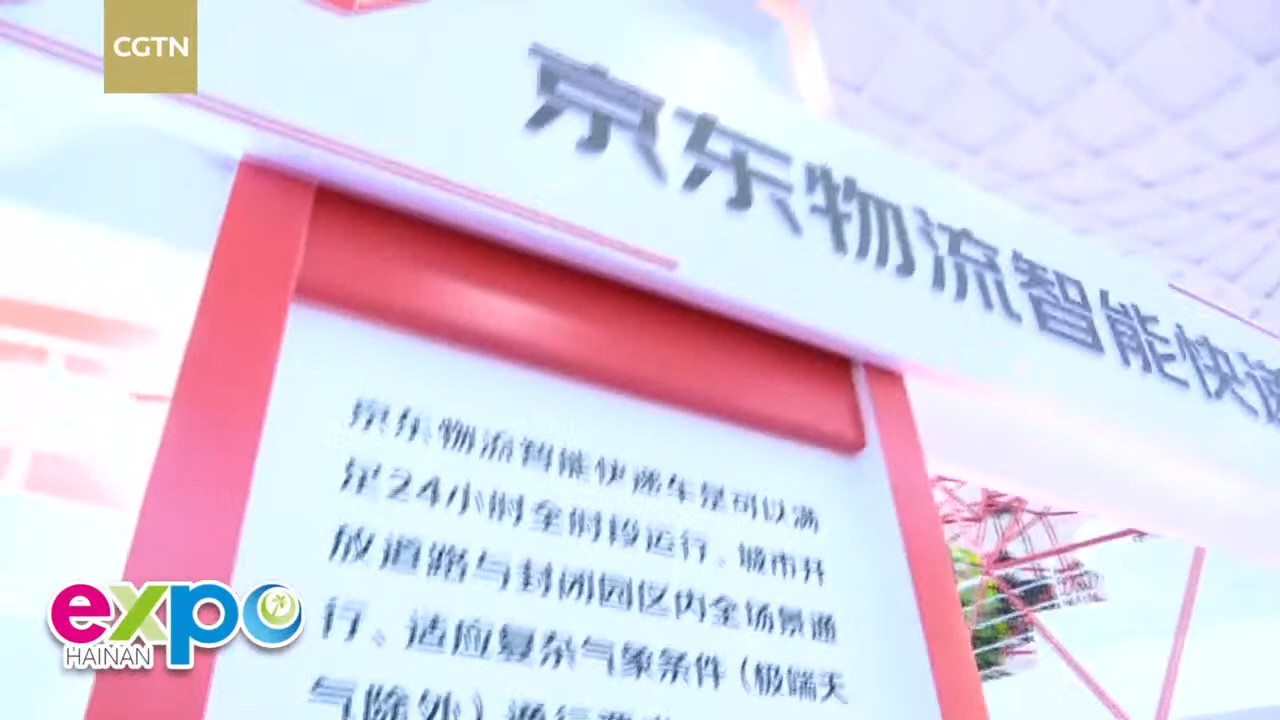 CGTN
京东物流智能快递
京东物流智能快递车是可以满
足24小时全时段运行、城市开
放道路与封闭园区内全场景通
行、适应复杂气象条件（极端天
气除外）通行
expo
HAINAN